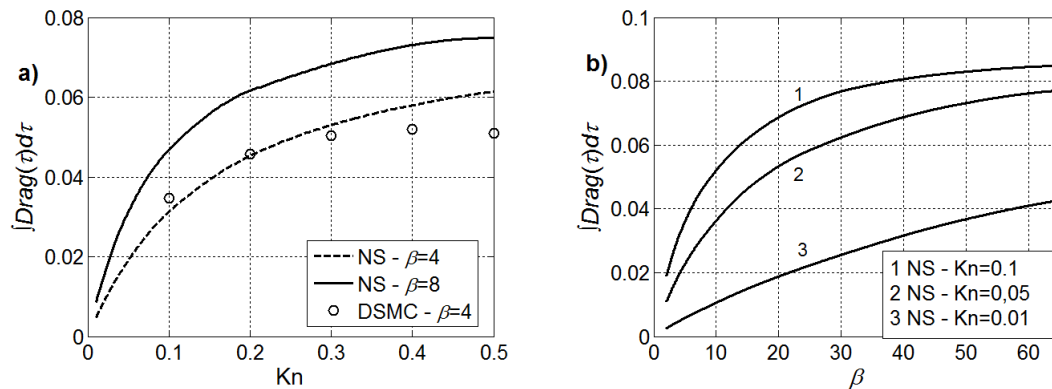 a)
0.08
0.06
0.04
0.02
0
∫Drag(τ)dτ
0
0.1
0.2
0.3
0.4
0.5
Kn
NS - β=4
NS - β=8
DSMC - β=4
b)
0.1
0.08
0.06
0.04
0.02
0
∫Drag(τ)dτ
0
10
20
30
40
50
60
β
1
2
3
1 NS - Kn=0.1
2 NS - Kn=0,05
3 NS - Kn=0.01